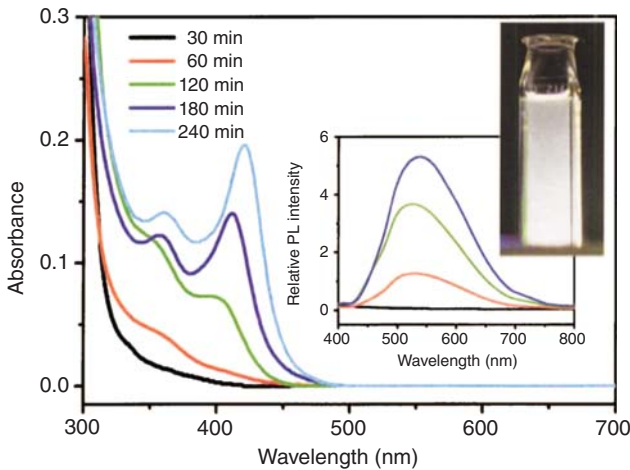 0.3
0.2
0.1
0.0
Absorbance
30 min
60 min
120 min
180 min
240 min
300 400 500 600 700
Wavelength (nm)
6
4
2
0
Relative PL intensity
400 500 600 700 800
Wavelength (nm)